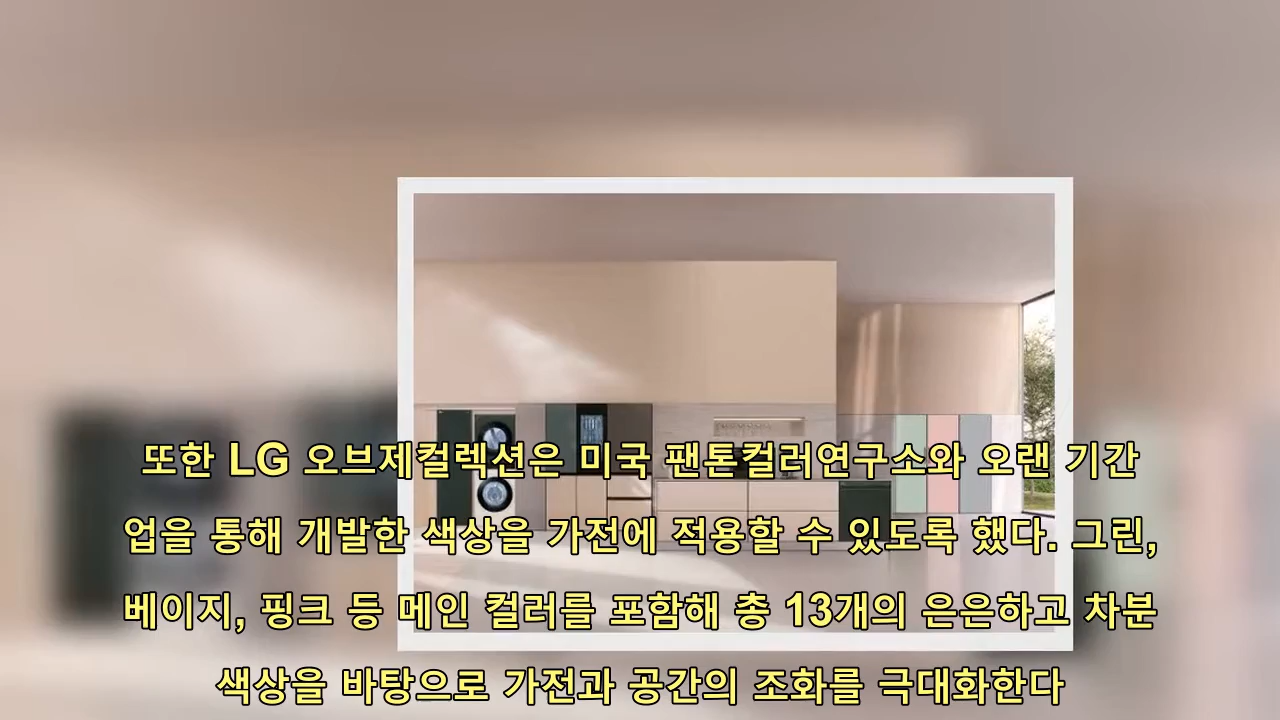 또한 LG 오브제컬렉션은 미국 팬톤컬러연구소와 오랜 기간
업을 통해 개발한 색상을 가전에 적용할 수 있도록 했다. 그린,
베이지, 핑크 등 메인 컬러를 포함해 총 13개의 은은하고 차분
색상을 바탕으로 가전과 공간의 조화를 극대화한다